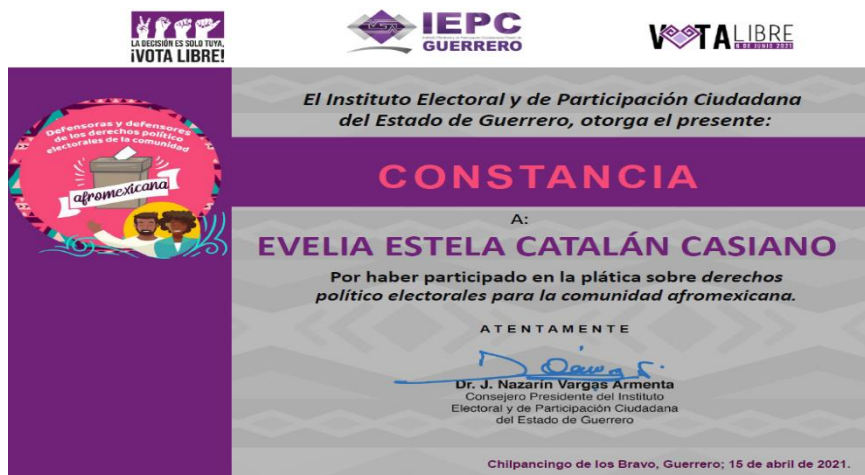 LA DECISIÓN ES SOLO TUYA,
¡VOTA LIBRE!
IEPC
GUERRERO
VOTA LIBRE
6 DE JUNIO 2021
El Instituto Electoral y de Participación Ciudadana
del Estado de Guerrero, otorga el presente:
Defensoras y defensores
de los derechos político
electorales de la comunidad
afromexicana
CONSTANCIA
A:
EVELIA ESTELA CATALÁN CASIANO
Por haber participado en la plática sobre derechos
político electorales para la comunidad afromexicana.
ATENTAMENTE
Dr. J. Nazarín Vargas Armenta
Consejero Presidente del Instituto
Electoral y de Participación Ciudadana
del Estado de Guerrero
Chilpancingo de los Bravo, Guerrero; 15 de abril de 2021.